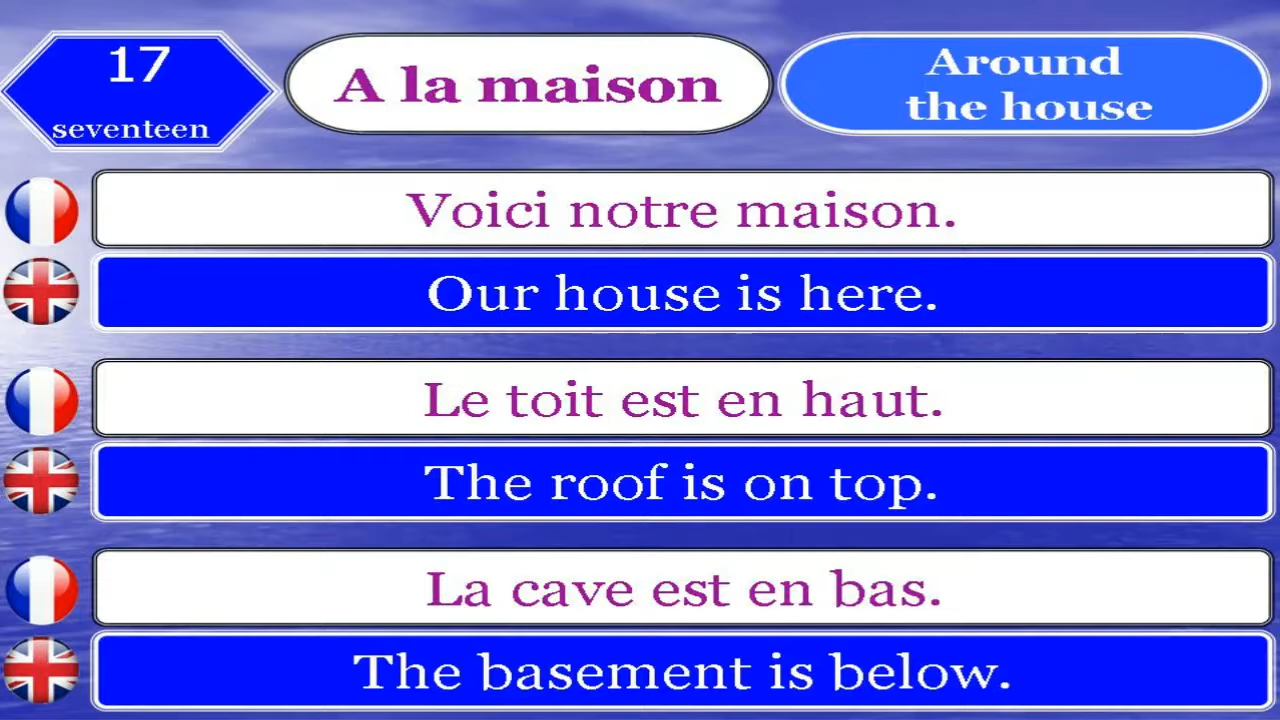 17
seventeen
A la maison
Around
the house
Voici notre maison.
Our house is here.
Le toit est en haut.
The roof is on top.
La cave est en bas.
The basement is below.